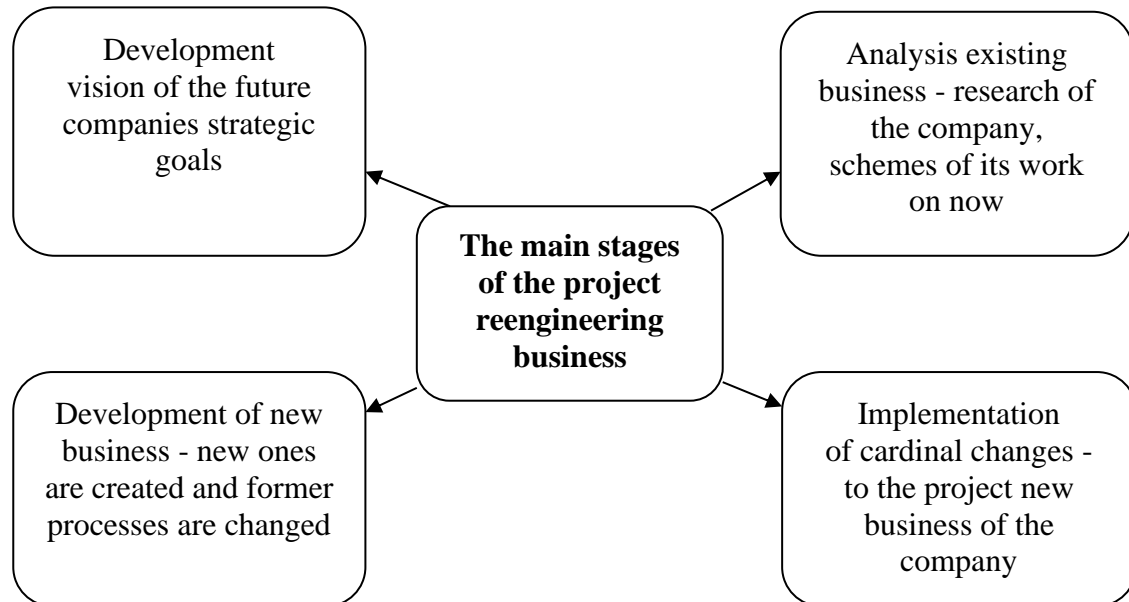 Development
vision of the future
companies strategic
goals
Analysis existing
business - research of
the company,
schemes of its work
on now
The main stages
of the project
reengineering
business
Development of new
business - new ones
are created and former
processes are changed
Implementation
of cardinal changes -
to the project new
business of the
company